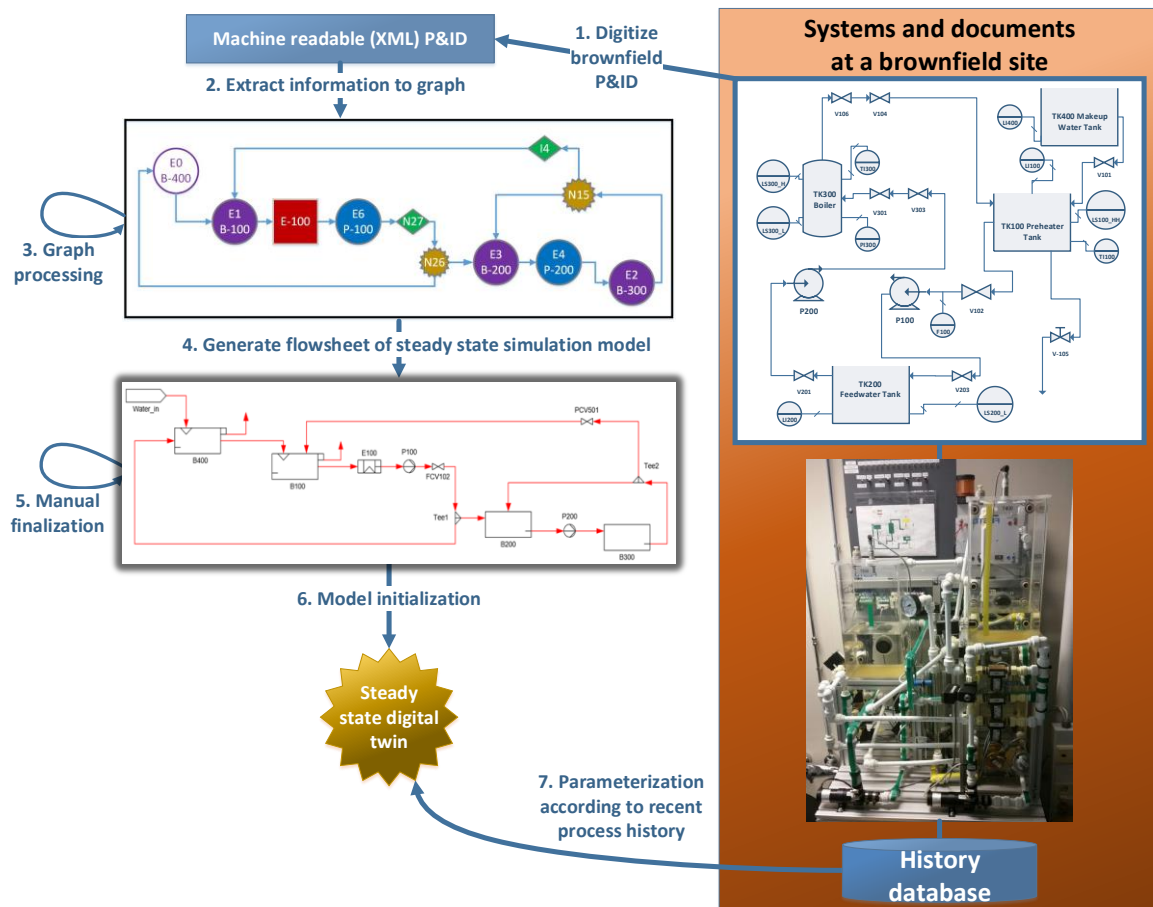 Machine readable (XML) P&ID
1. Digitize
brownfield
P&ID
2. Extract information to graph
E0
B-400
E1
B-100
E-100
E6
P-100
N27
N26
I4
N15
E3
B-200
E4
P-200
E2
B-300
3. Graph
processing
4. Generate flowsheet of steady state simulation model
Water_in
B400
B100
E100
P100
FCV102
Tee1
PCV501
Tee2
B200
P200
B300
5. Manual
finalization
6. Model initialization
Steady
state digital
twin
7. Parameterization
according to recent
process history
Systems and documents
at a brownfield site
V106
V104
LI400
TK400 Makeup
Water Tank
V101
LS300_H
TI300
TK300
Boiler
LI100
V301
V303
LS300_L
PI300
LS100_HH
TK100 Preheater
Tank
TI100
P200
P100
F100
V102
V-105
V201
TK200
Feedwater Tank
V203
LI200
LS200_L
History
database